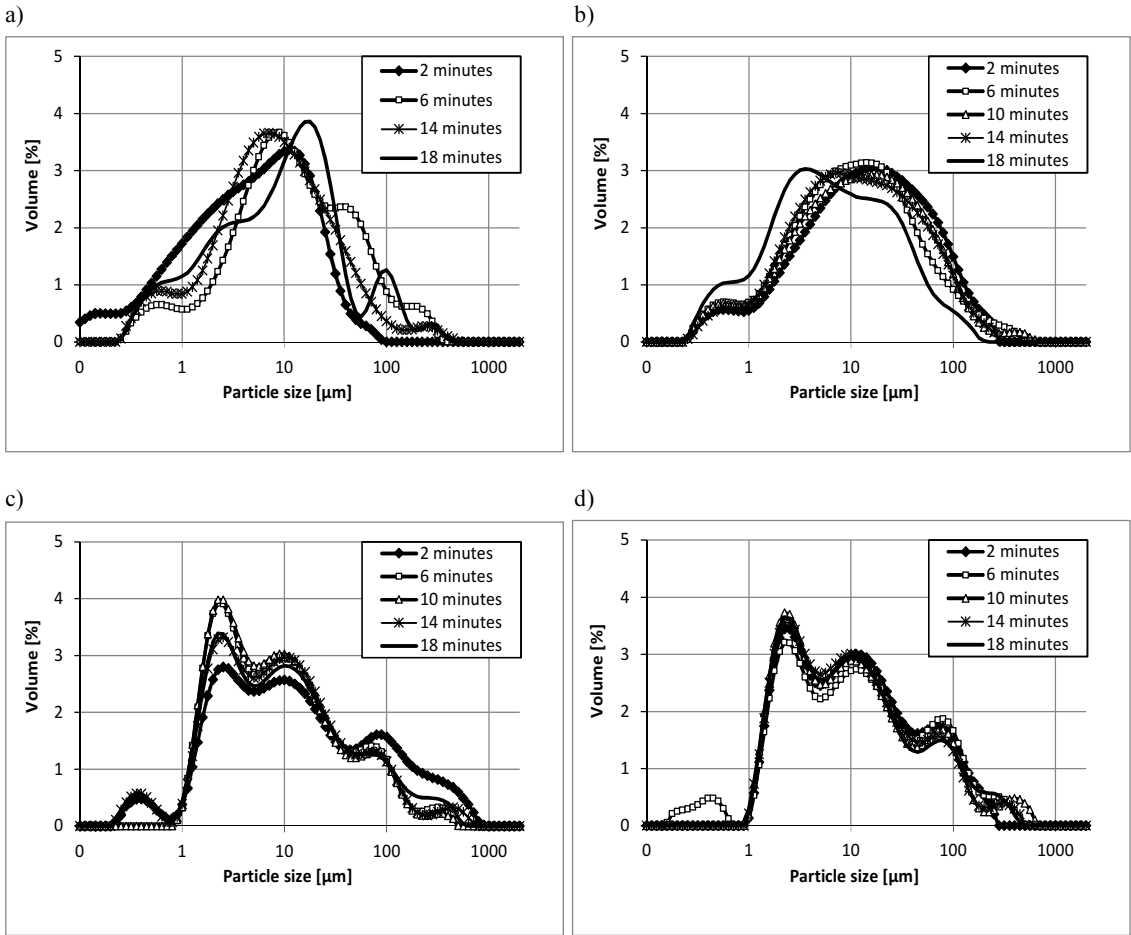 a)
5
4
3
2
1
0
Volume [%]
0 1 10 100 1000
Particle size [µm]
2 minutes
6 minutes
14 minutes
18 minutes
b)
5
4
3
2
1
0
Volume [%]
0 1 10 100 1000
Particle size [µm]
2 minutes
6 minutes
10 minutes
14 minutes
18 minutes
c)
5
4
3
2
1
0
Volume [%]
0 1 10 100 1000
Particle size [µm]
2 minutes
6 minutes
10 minutes
14 minutes
18 minutes
d)
5
4
3
2
1
0
Volume [%]
0 1 10 100 1000
Particle size [µm]
2 minutes
6 minutes
10 minutes
14 minutes
18 minutes